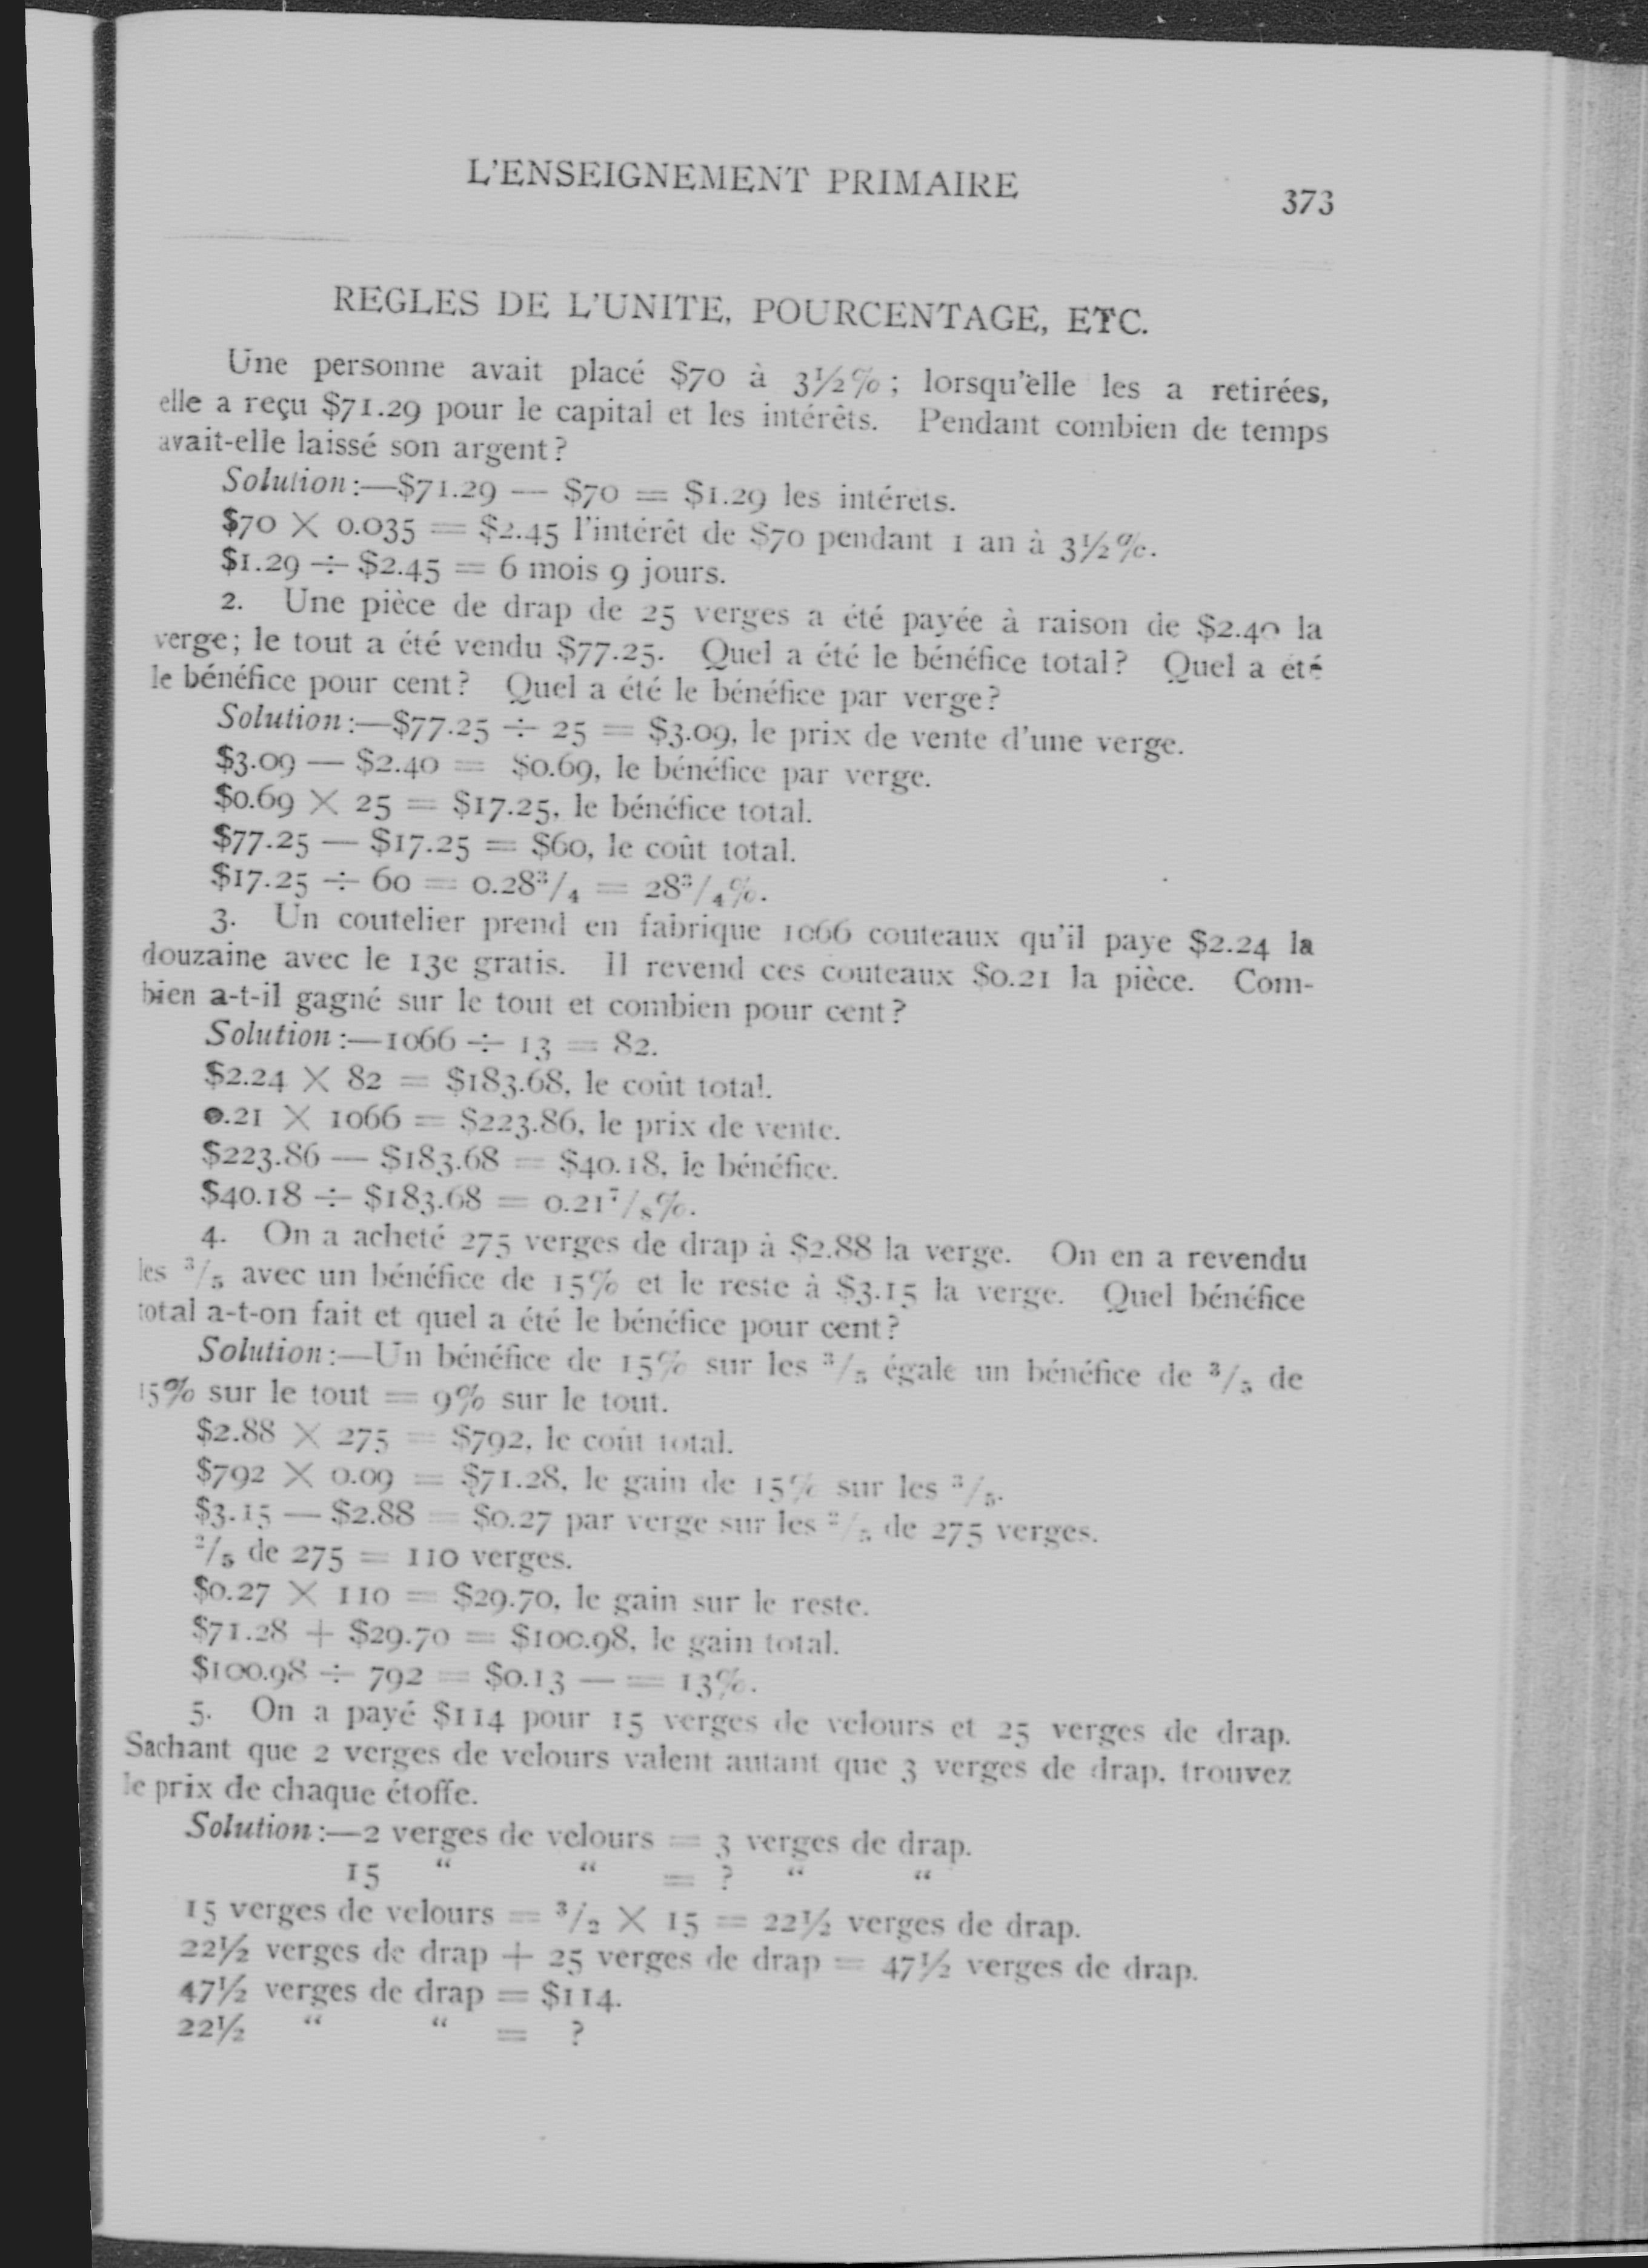 L'ENSEIGNEMENT PRIMAIRE
373
REGLES DE L'UNITE, POURCENTAGE, ETC.
Une personne avait placé $70 à 3½%; lorsqu'elle les a retirées,
elle a reçu $71.29 pour le capital et les intérêts. Pendant combien de temps
avait-elle laissé son argent?
Solution:—$71.29 — $70 = $1.29 les intérets.
$70 × 0.035 = $2.45 l'intérêt de $70 pendant 1 an à 3½%.
$1.29 ÷ $2.45 = 6 mois 9 jours.
2. Une pièce de drap de 25 verges a été payée à raison de $2.40 la
verge; le tout a été vendu $77.25. Quel a été le bénéfice total? Quel a été
le bénéfice pour cent? Quel a été le bénéfice par verge?
Solution:—$77.25 ÷ 25 = $3.09, le prix de vente d'une verge.
$3.09 — $2.40 = $0.69, le bénéfice par verge.
$0.69 × 25 = $17.25, le bénéfice total.
$77.25 — $17.25 = $60, le coût total.
$17.25 ÷ 60 = 0.28³/₄ = 28³/₄%.
3. Un coutelier prend en fabrique 1066 couteaux qu'il paye $2.24 la
douzaine avec le 13e gratis. Il revend ces couteaux $0.21 la pièce. Com-
bien a-t-il gagné sur le tout et combien pour cent?
Solution:—1066 ÷ 13 = 82.
$2.24 × 82 = $183.68, le coût total.
0.21 × 1066 = $223.86, le prix de vente.
$223.86 — $183.68 = $40.18, le bénéfice.
$40.18 ÷ $183.68 = 0.21⁷/₈%.
4. On a acheté 275 verges de drap à $2.88 la verge. On en a revendu
les ³/₅ avec un bénéfice de 15% et le reste à $3.15 la verge. Quel bénéfice
total a-t-on fait et quel a été le bénéfice pour cent?
Solution:—Un bénéfice de 15% sur les ³/₅ égale un bénéfice de ³/₅ de
15% sur le tout = 9% sur le tout.
$2.88 × 275 = $792, le coût total.
$792 × 0.09 = $71.28, le gain de 15% sur les ³/₅.
$3.15 — $2.88 = $0.27 par verge sur les ²/₅ de 275 verges.
²/₅ de 275 = 110 verges.
$0.27 × 110 = $29.70, le gain sur le reste.
$71.28 + $29.70 = $100.98, le gain total.
$100.98 ÷ 792 = $0.13 — = 13%.
5. On a payé $114 pour 15 verges de velours et 25 verges de drap.
Sachant que 2 verges de velours valent autant que 3 verges de drap, trouvez
le prix de chaque étoffe.
Solution:—2 verges de velours = 3 verges de drap.
15 " " = ? " "
15 verges de velours = ³/₂ × 15 = 22½ verges de drap.
22½ verges de drap + 25 verges de drap = 47½ verges de drap.
47½ verges de drap = $114.
22½ " " = ?